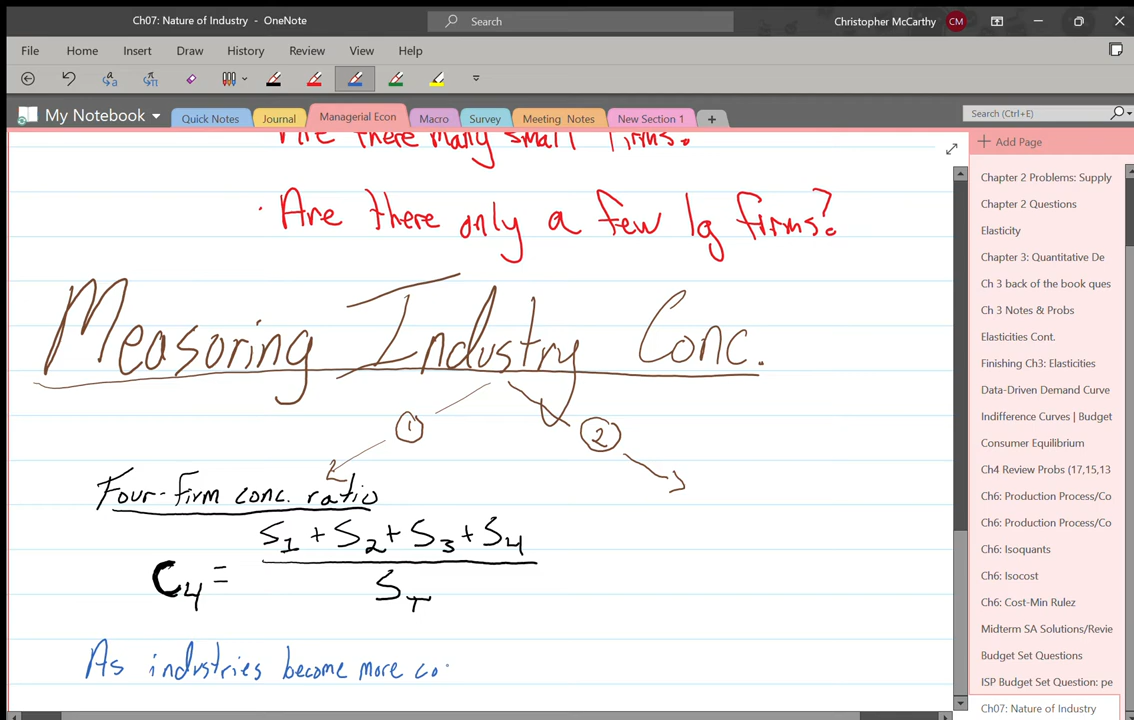 Ch07: Nature of Industry - OneNote
Search
Christopher McCarthy CM
File Home Insert Draw History Review View Help
My Notebook
Quick Notes Journal Managerial Econ Macro Survey Meeting Notes New Section 1 +
Search (Ctrl+E)
Are there many small firms?
Are there only a few lg firms?
Measuring Industry Conc.
1 2
Four-firm conc. ratio
S1 + S2 + S3 + S4
C4 =
ST
As industries become more co
+ Add Page
Chapter 2 Problems: Supply
Chapter 2 Questions
Elasticity
Chapter 3: Quantitative De
Ch 3 back of the book ques
Ch 3 Notes & Probs
Elasticities Cont.
Finishing Ch3: Elasticities
Data-Driven Demand Curve
Indifference Curves | Budget
Consumer Equilibrium
Ch4 Review Probs (17,15,13
Ch6: Production Process/Co
Ch6: Production Process/Co
Ch6: Isoquants
Ch6: Isocost
Ch6: Cost-Min Rulez
Midterm SA Solutions/Revie
Budget Set Questions
ISP Budget Set Question: pe
Ch07: Nature of Industry